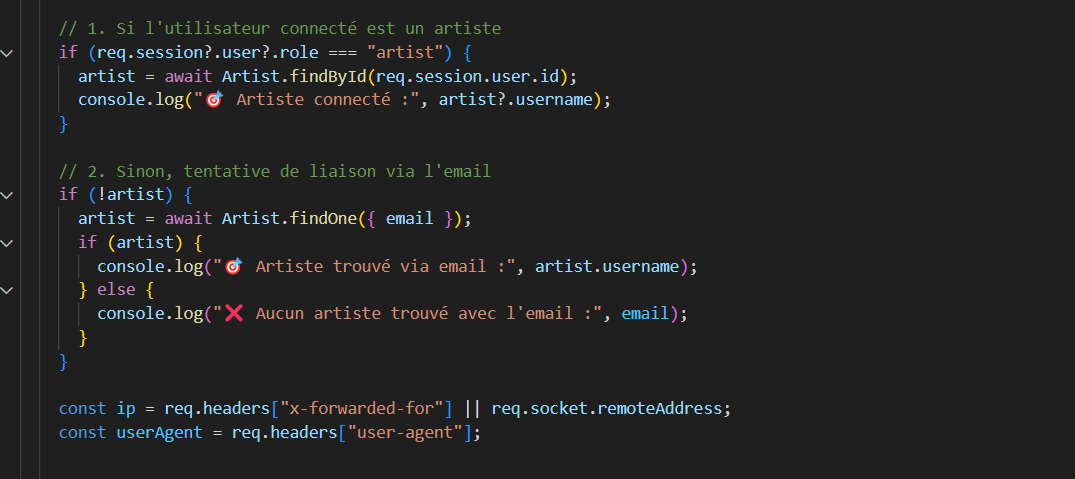 // 1. Si l'utilisateur connecté est un artiste
if (req.session?.user?.role === "artist") {
artist = await Artist.findById(req.session.user.id);
console.log("🎯 Artiste connecté :", artist?.username);
}
// 2. Sinon, tentative de liaison via l'email
if (!artist) {
artist = await Artist.findOne({ email });
if (artist) {
console.log("🎯 Artiste trouvé via email :", artist.username);
} else {
console.log("❌ Aucun artiste trouvé avec l'email :", email);
}
}
const ip = req.headers["x-forwarded-for"] || req.socket.remoteAddress;
const userAgent = req.headers["user-agent"];